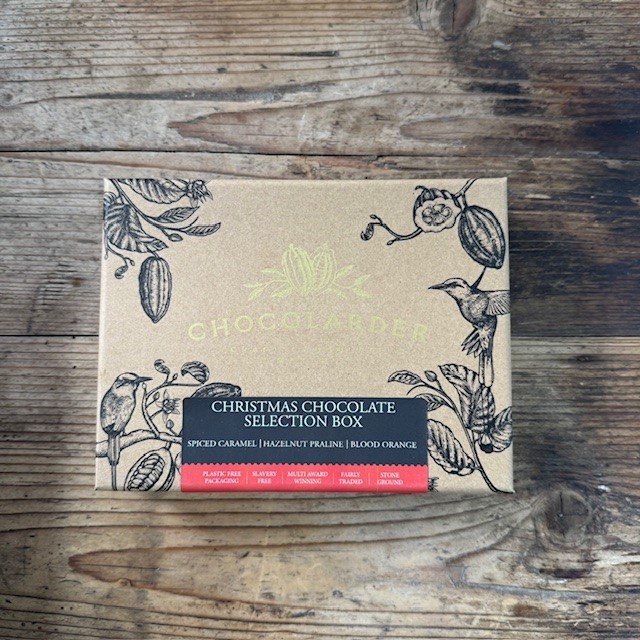 CHOCOLARDER
CHRISTMAS CHOCOLATE
SELECTION BOX
SPICED CARAMEL | HAZELNUT PRALINE | BLOOD ORANGE
PLASTIC FREE
PACKAGING
SLAVERY
FREE
MULTI AWARD
WINNING
FAIRLY
TRADED
STONE
GROUND